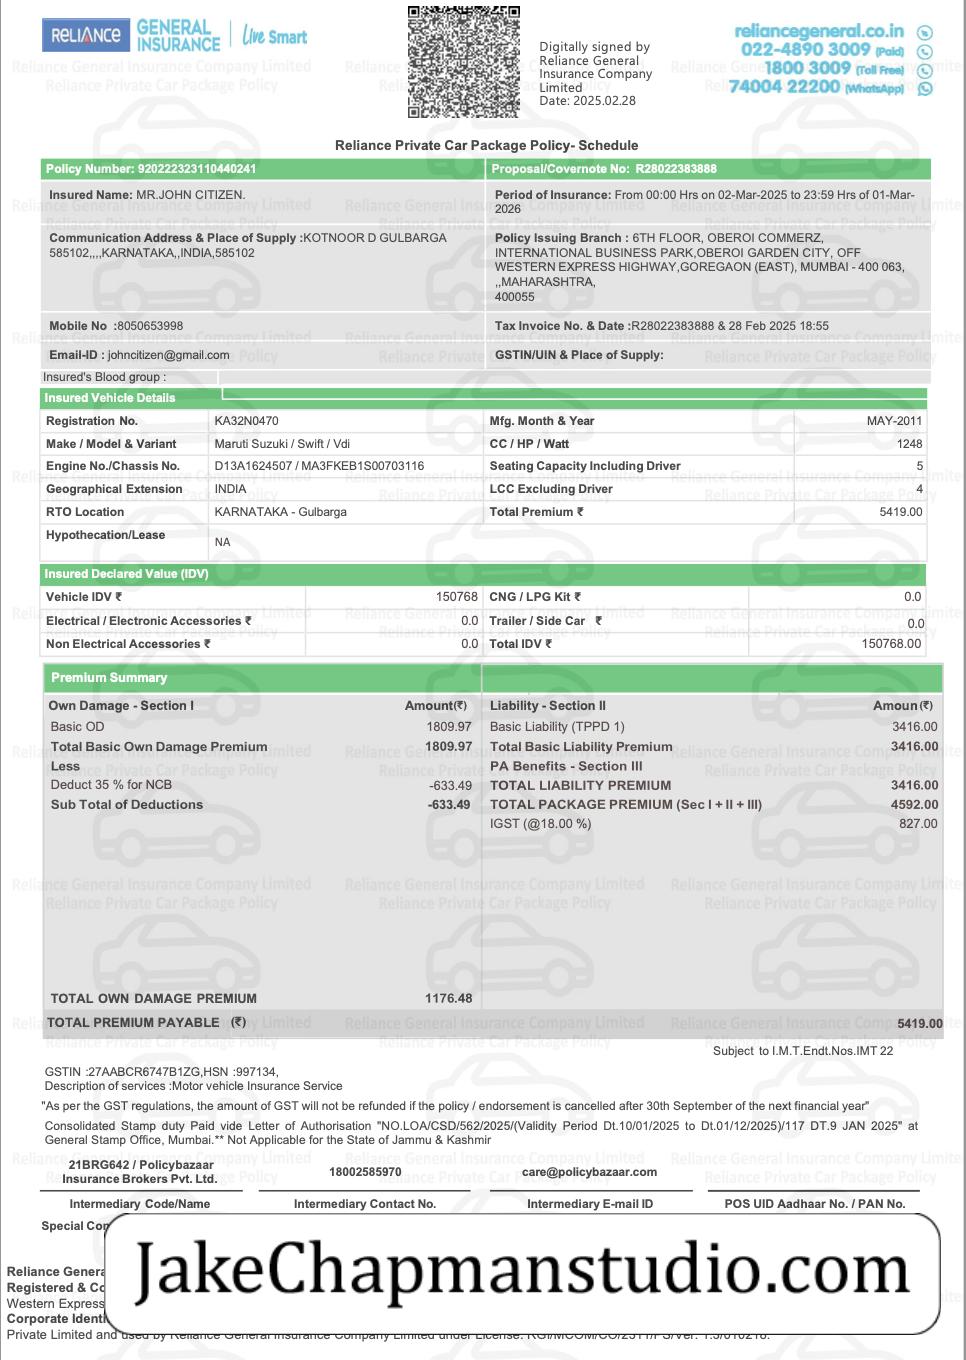 RELIANCE GENERAL INSURANCE Live Smart
Digitally signed by
Reliance General
Insurance Company
Limited
Date: 2025.02.28
reliancegeneral.co.in
022-4890 3009 (Paid)
1800 3009 (Toll Free)
74004 22200 (WhatsApp)
Reliance Private Car Package Policy- Schedule
Policy Number: 920222323110440241 Proposal/Covernote No: R28022383888
Insured Name: MR.JOHN CITIZEN. Period of Insurance: From 00:00 Hrs on 02-Mar-2025 to 23:59 Hrs of 01-Mar-
2026
Communication Address & Place of Supply :KOTNOOR D GULBARGA
585102,,,,KARNATAKA,,INDIA,585102
Policy Issuing Branch : 6TH FLOOR, OBEROI COMMERZ,
INTERNATIONAL BUSINESS PARK,OBEROI GARDEN CITY, OFF
WESTERN EXPRESS HIGHWAY,GOREGAON (EAST), MUMBAI - 400 063,
,,MAHARASHTRA,
400055
Mobile No :8050653998 Tax Invoice No. & Date :R28022383888 & 28 Feb 2025 18:55
Email-ID : johncitizen@gmail.com GSTIN/UIN & Place of Supply:
Insured's Blood group :
Insured Vehicle Details
Registration No. KA32N0470 Mfg. Month & Year MAY-2011
Make / Model & Variant Maruti Suzuki / Swift / Vdi CC / HP / Watt 1248
Engine No./Chassis No. D13A1624507 / MA3FKEB1S00703116 Seating Capacity Including Driver 5
Geographical Extension INDIA LCC Excluding Driver 4
RTO Location KARNATAKA - Gulbarga Total Premium ₹ 5419.00
Hypothecation/Lease NA
Insured Declared Value (IDV)
Vehicle IDV ₹ 150768 CNG / LPG Kit ₹ 0.0
Electrical / Electronic Accessories ₹ 0.0 Trailer / Side Car ₹ 0.0
Non Electrical Accessories ₹ 0.0 Total IDV ₹ 150768.00
Premium Summary
Own Damage - Section I Amount(₹) Liability - Section II Amoun(₹)
Basic OD 1809.97 Basic Liability (TPPD 1) 3416.00
Total Basic Own Damage Premium 1809.97 Total Basic Liability Premium 3416.00
Less PA Benefits - Section III
Deduct 35 % for NCB -633.49 TOTAL LIABILITY PREMIUM 3416.00
Sub Total of Deductions -633.49 TOTAL PACKAGE PREMIUM (Sec I + II + III) 4592.00
IGST (@18.00 %) 827.00
TOTAL OWN DAMAGE PREMIUM 1176.48
TOTAL PREMIUM PAYABLE (₹) 5419.00
Subject to I.M.T.Endt.Nos.IMT 22
GSTIN :27AABCR6747B1ZG,HSN :997134,
Description of services :Motor vehicle Insurance Service
"As per the GST regulations, the amount of GST will not be refunded if the policy / endorsement is cancelled after 30th September of the next financial year"
Consolidated Stamp duty Paid vide Letter of Authorisation "NO.LOA/CSD/562/2025/(Validity Period Dt.10/01/2025 to Dt.01/12/2025)/117 DT.9 JAN 2025" at
General Stamp Office, Mumbai.** Not Applicable for the State of Jammu & Kashmir
21BRG642 / Policybazaar
Insurance Brokers Pvt. Ltd.
18002585970 care@policybazaar.com
Intermediary Code/Name Intermediary Contact No. Intermediary E-mail ID POS UID Aadhaar No. / PAN No.
Special
JakeChapmanstudio.com
Reliance
Registered &
Western Express
Corporate
Private Limited and used by Reliance General Insurance Company Limited under License.